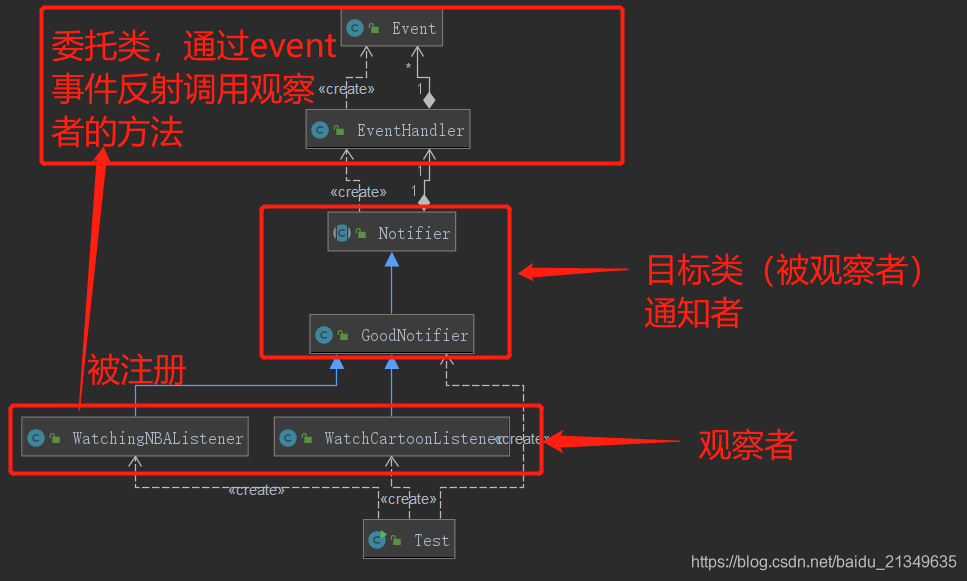 Event
委托类，通过event
事件反射调用观察
者的方法
«create»
*
1
EventHandler
«create»
1
1
Notifier
目标类（被观察者）
通知者
GoodNotifier
被注册
WatchingNBAListener
WatchCartoonListener
«create»
观察者
«create»
«create»
Test
https://blog.csdn.net/baidu_21349635